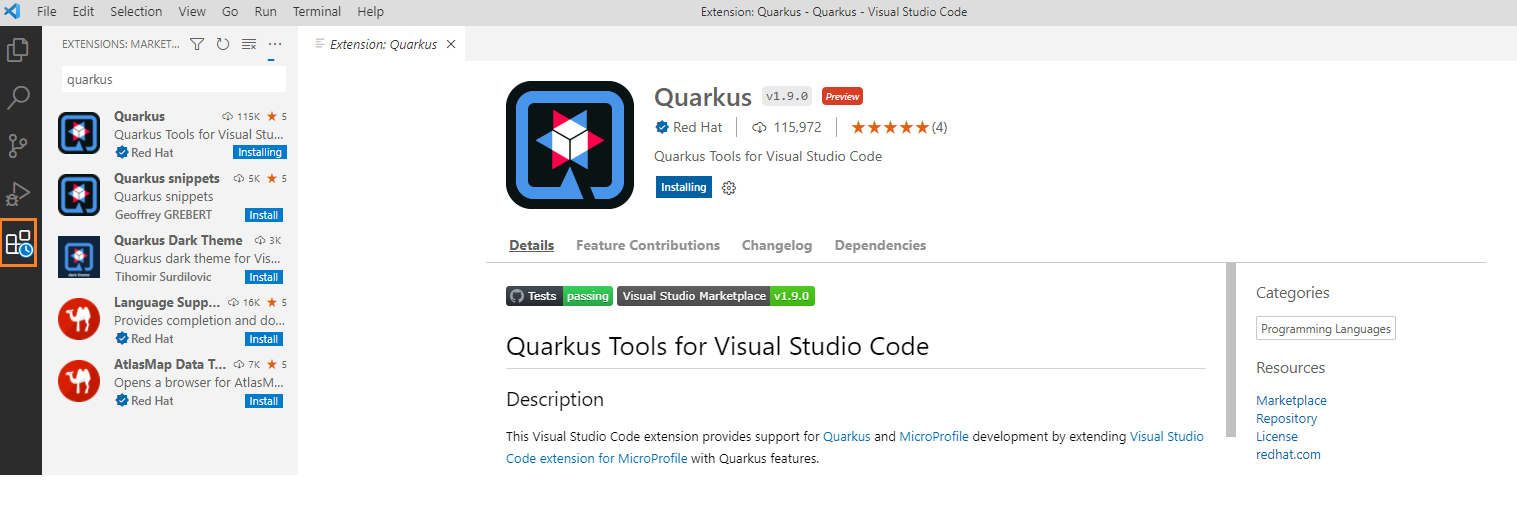 File Edit Selection View Go Run Terminal Help Extension: Quarkus - Quarkus - Visual Studio Code
EXTENSIONS: MARKET...
quarkus
Quarkus 115K 5
Quarkus Tools for Visual Stu...
Red Hat Installing
Quarkus snippets 5K 5
Quarkus snippets
Geoffrey GREBERT Install
Quarkus Dark Theme 3K
Quarkus dark theme for Vis...
Tihomir Surdilovic Install
dark theme
Language Supp... 16K 5
Provides completion and do...
Red Hat Install
AtlasMap Data T... 7K 5
Opens a browser for AtlasM...
Red Hat Install
Extension: Quarkus
Quarkus v1.9.0 Preview
Red Hat 115,972 (4)
Quarkus Tools for Visual Studio Code
Installing
Details Feature Contributions Changelog Dependencies
Tests passing Visual Studio Marketplace v1.9.0
Quarkus Tools for Visual Studio Code
Description
This Visual Studio Code extension provides support for Quarkus and MicroProfile development by extending Visual Studio
Code extension for MicroProfile with Quarkus features.
Categories
Programming Languages
Resources
Marketplace
Repository
License
redhat.com